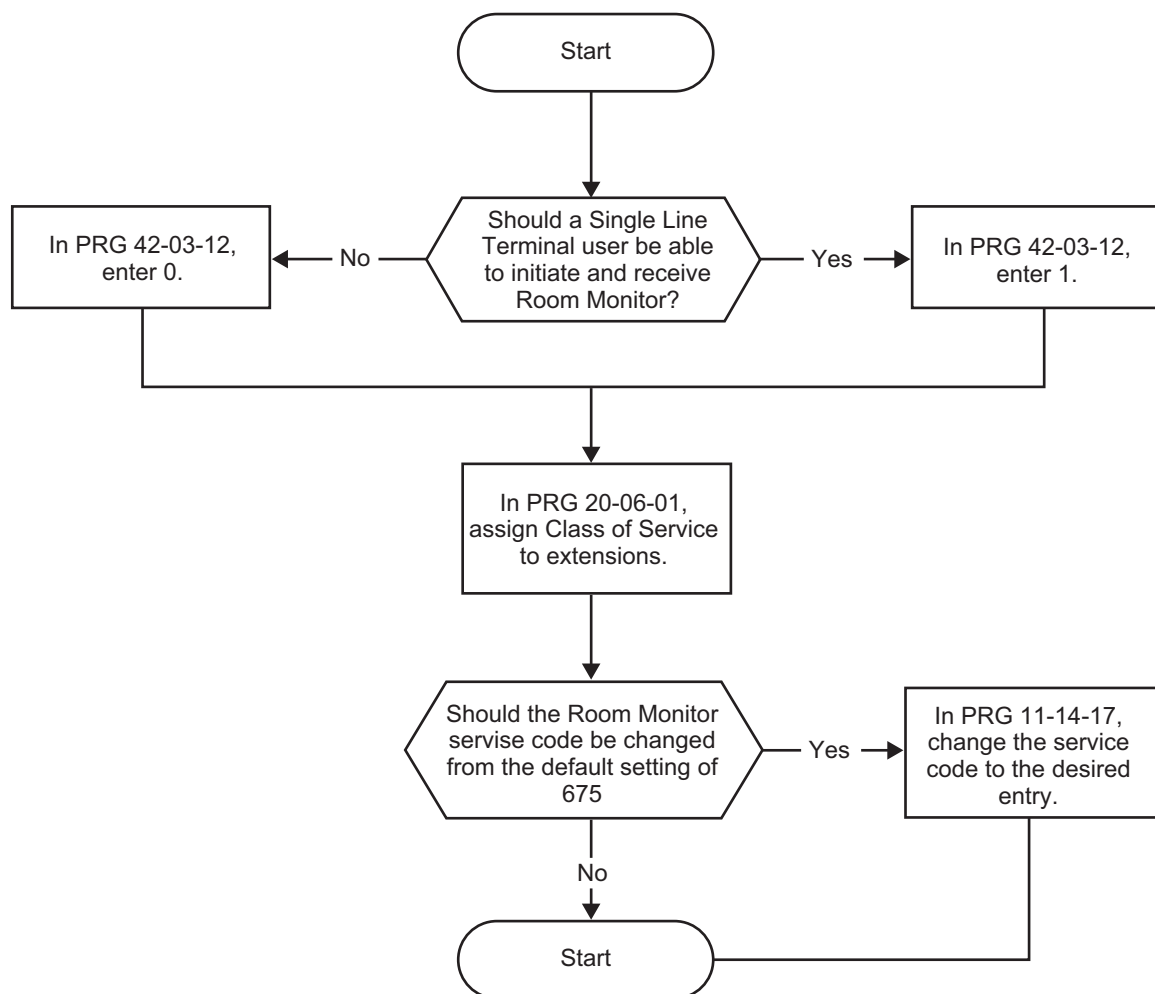 Start
Should a Single Line
Terminal user be able
to initiate and receive
Room Monitor?
No
Yes
In PRG 42-03-12,
enter 0.
In PRG 42-03-12,
enter 1.
In PRG 20-06-01,
assign Class of Service
to extensions.
Should the Room Monitor
servise code be changed
from the default setting of
675
Yes
In PRG 11-14-17,
change the service
code to the desired
entry.
No
Start